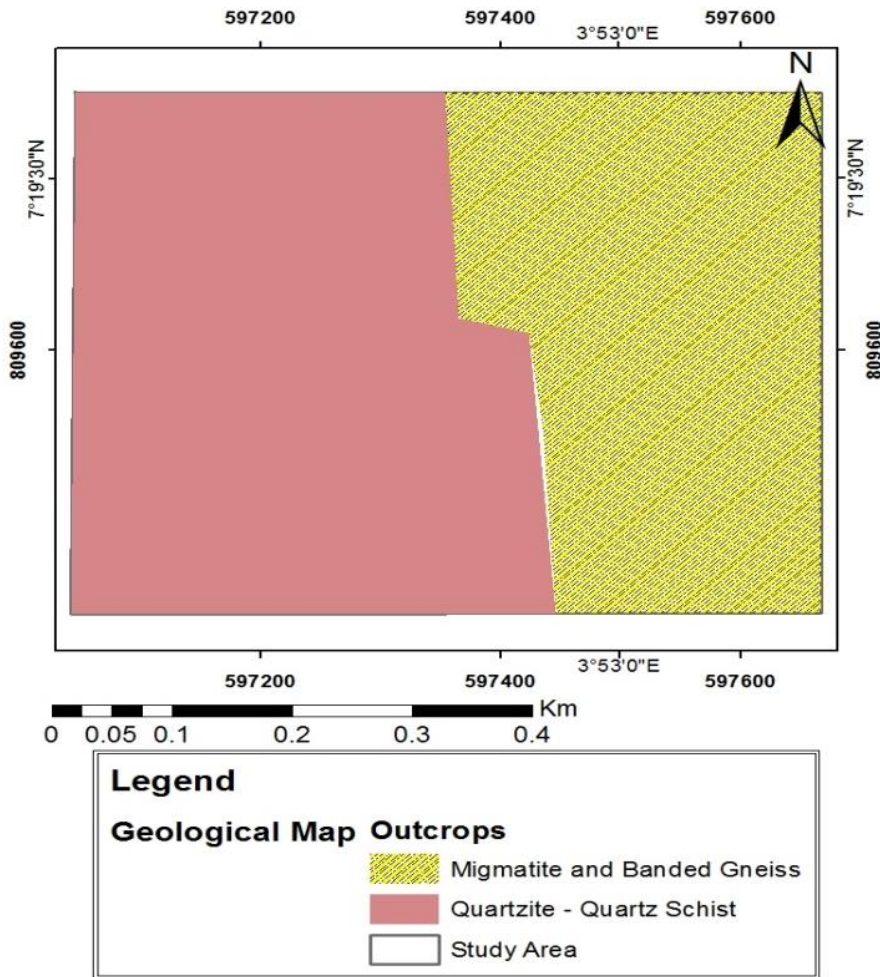 597200 597400 597600
3°53'0"E
N
7°19'30"N 7°19'30"N
809600 809600
3°53'0"E
597200 597400 597600
Km
0 0.05 0.1 0.2 0.3 0.4
Legend
Geological Map Outcrops
Migmatite and Banded Gneiss
Quartzite - Quartz Schist
Study Area